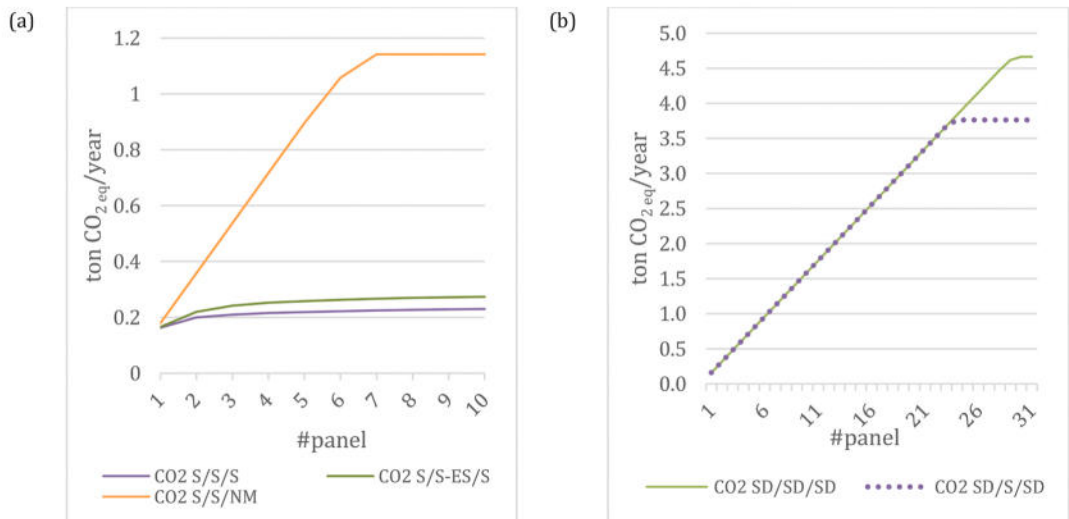 (a)
ton CO2 eq/year
1.2
1
0.8
0.6
0.4
0.2
0
1 2 3 4 5 6 7 8 9 10
#panel
CO2 S/S/S CO2 S/S-ES/S
CO2 S/S/NM
(b)
ton CO2 eq/year
5.0
4.5
4.0
3.5
3.0
2.5
2.0
1.5
1.0
0.5
0.0
1 6 11 16 21 26 31
#panel
CO2 SD/SD/SD CO2 SD/S/SD